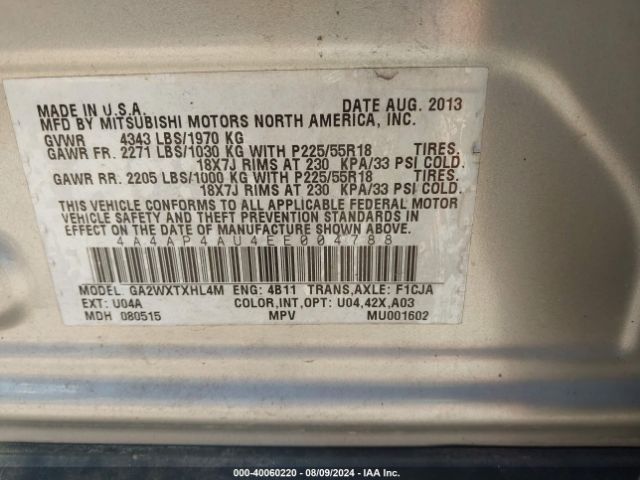 MADE IN U.S.A. DATE AUG. 2013
MFD BY MITSUBISHI MOTORS NORTH AMERICA, INC.
GVWR 4343 LBS/1970 KG
GAWR FR. 2271 LBS/1030 KG WITH P225/55R18 TIRES.
18X7J RIMS AT 230 KPA/33 PSI COLD.
GAWR RR. 2205 LBS/1000 KG WITH P225/55R18 TIRES.
18X7J RIMS AT 230 KPA/33 PSI COLD.
THIS VEHICLE CONFORMS TO ALL APPLICABLE FEDERAL MOTOR
VEHICLE SAFETY AND THEFT PREVENTION STANDARDS IN
EFFECT ON THE DATE OF MANUFACTURE SHOWN ABOVE.
4A4AP4AU4EE004788
MODEL: GA2WXTXHL4M ENG: 4B11 TRANS,AXLE: F1CJA
EXT: U04A COLOR,INT,OPT: U04,42X,A03
MDH 080515 MPV MU001602
000-40060220 - 08/09/2024 - IAA Inc.